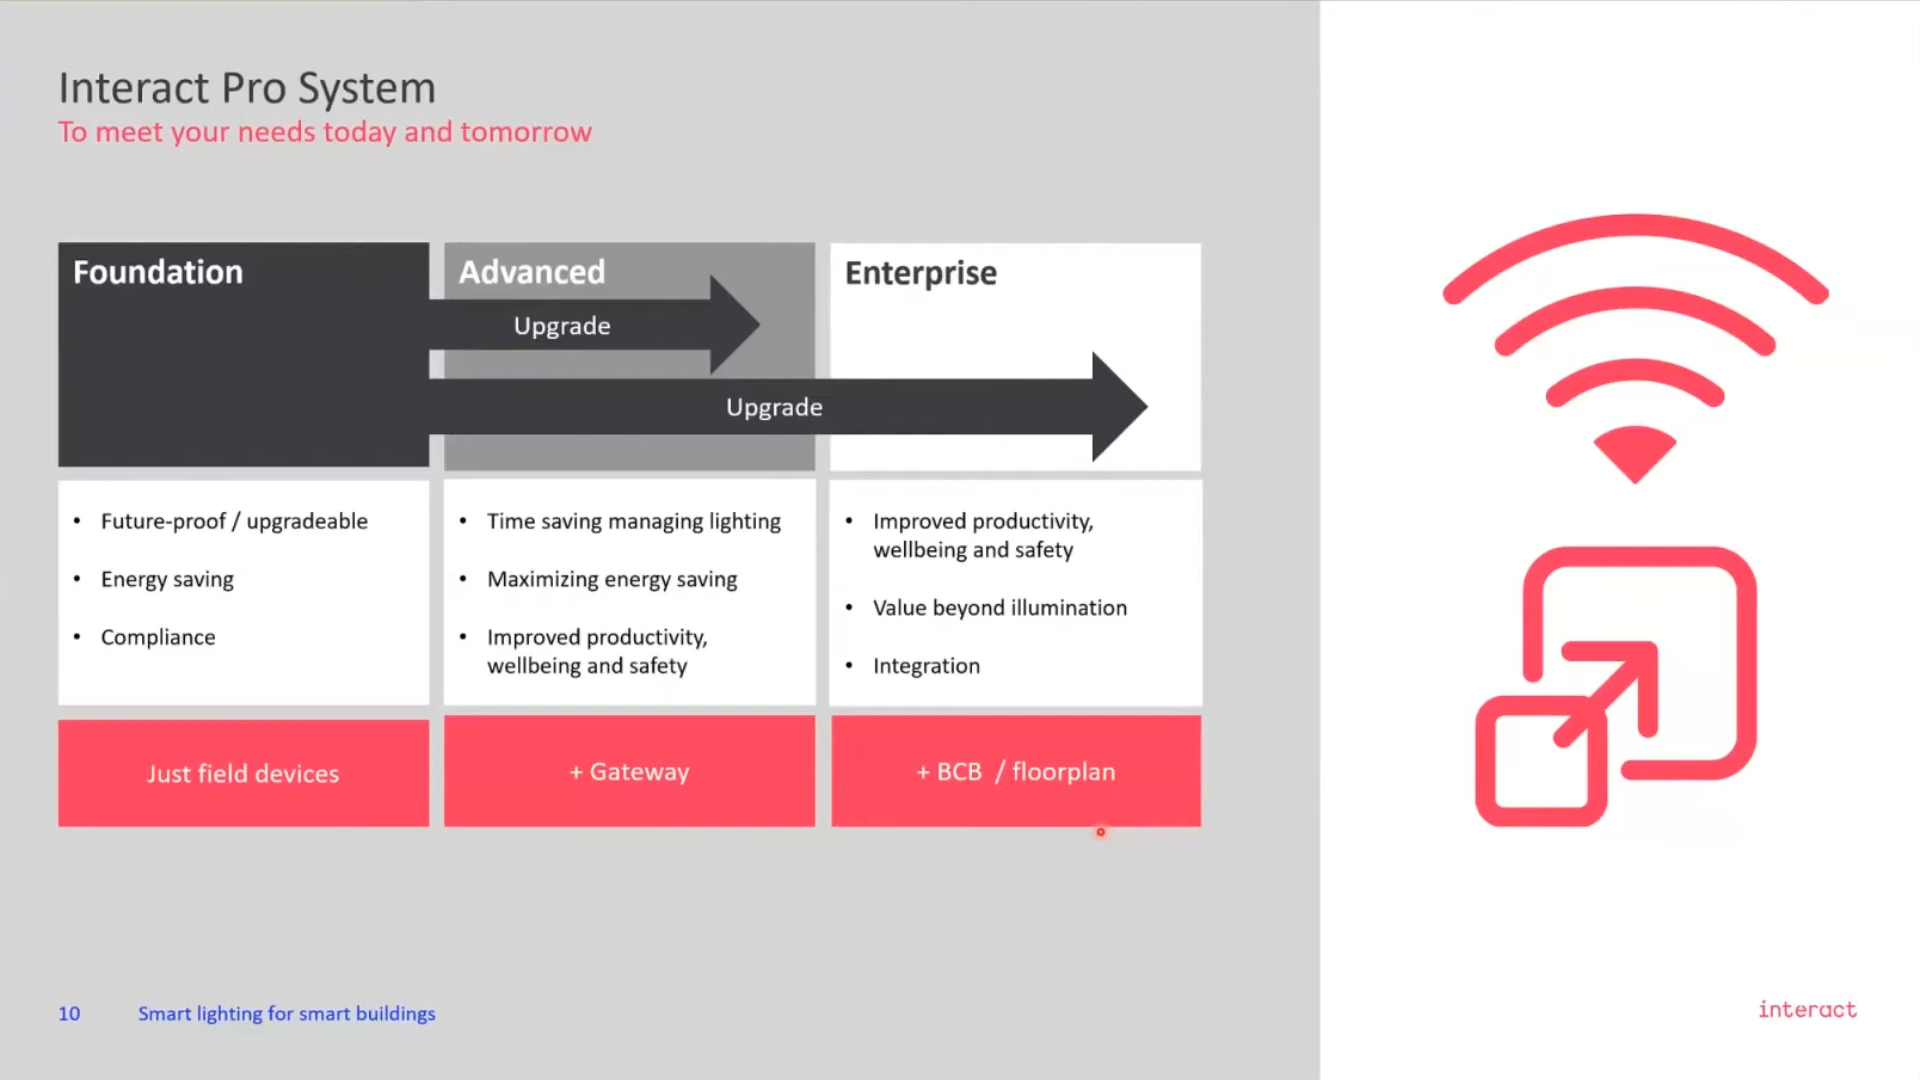 Interact Pro System
To meet your needs today and tomorrow
Foundation
Advanced
Enterprise
Upgrade
Upgrade
• Future-proof / upgradeable
• Energy saving
• Compliance
• Time saving managing lighting
• Maximizing energy saving
• Improved productivity,
wellbeing and safety
• Improved productivity,
wellbeing and safety
• Value beyond illumination
• Integration
Just field devices
+ Gateway
+ BCB / floorplan
10
Smart lighting for smart buildings
interact